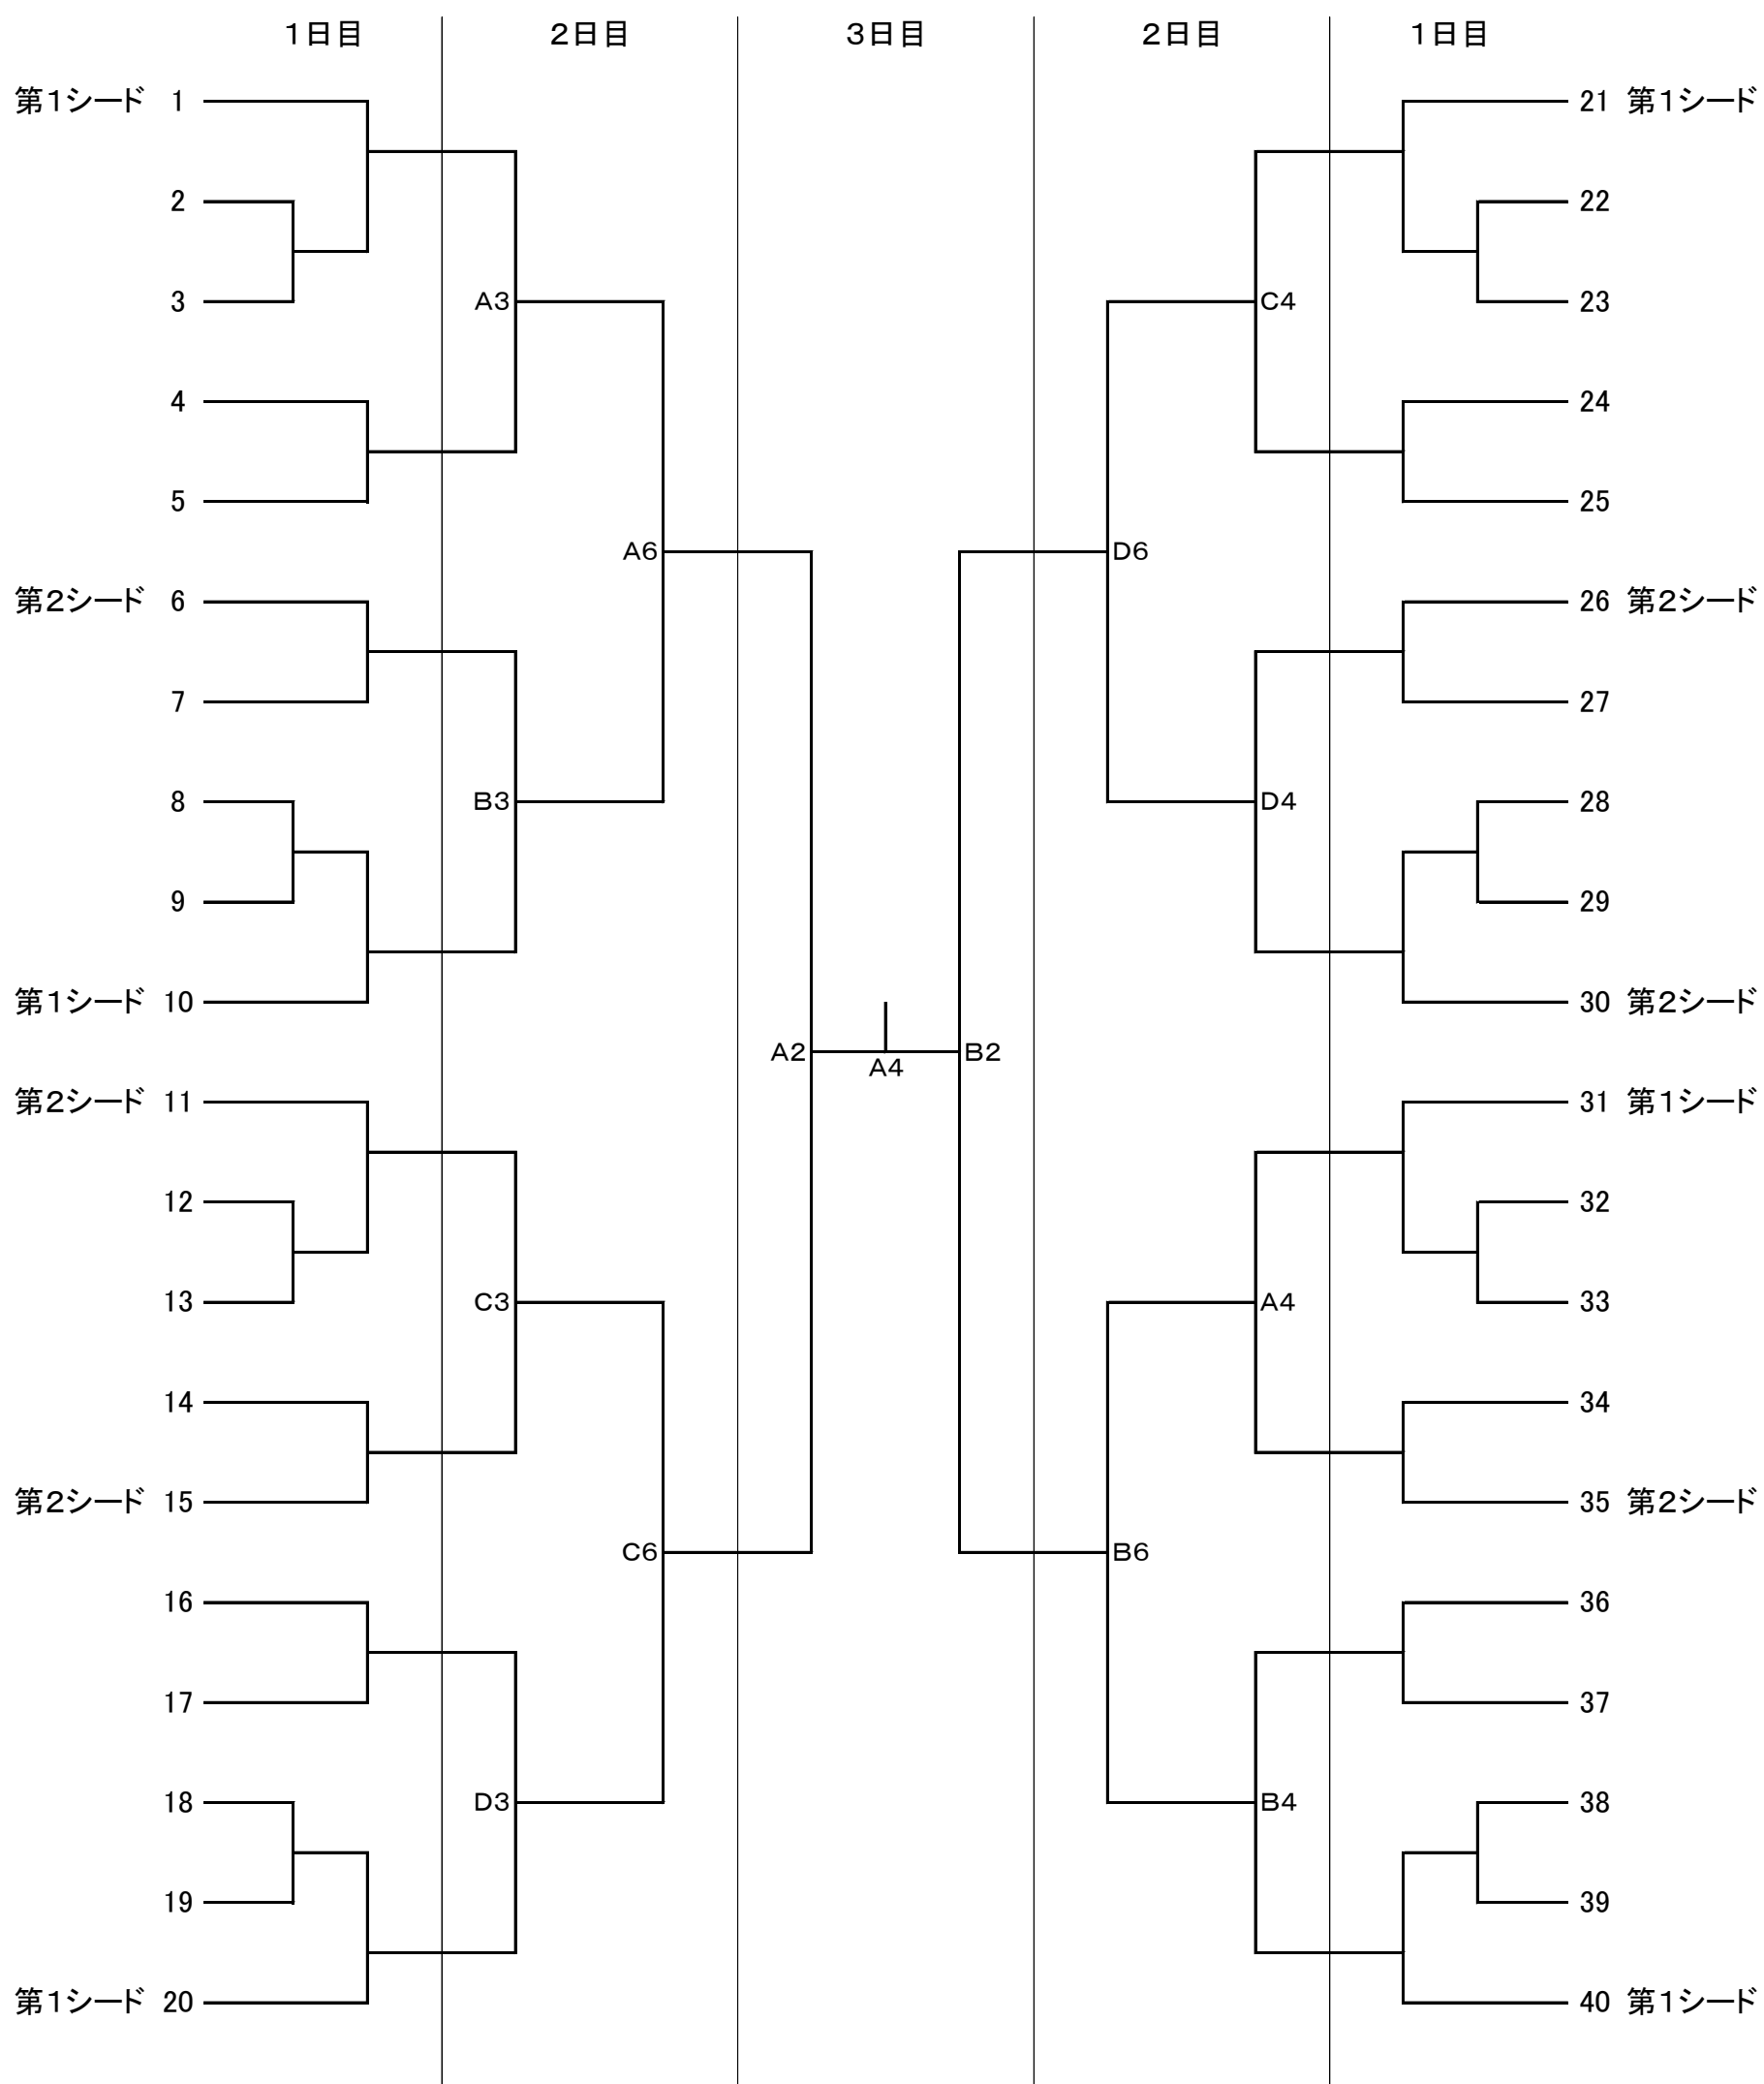 1日目 2日目 3日目 2日目 1日目
第1シード 1 21 第1シード
2 22
3 A3 C4 23
4 24
5 25
A6 D6
第2シード 6 26 第2シード
7 27
8 B3 D4 28
9 29
第1シード 10 30 第2シード
A2 B2
A4
第2シード 11 31 第1シード
12 32
13 C3 A4 33
14 34
第2シード 15 35 第2シード
C6 B6
16 36
17 37
18 D3 B4 38
19 39
第1シード 20 40 第1シード